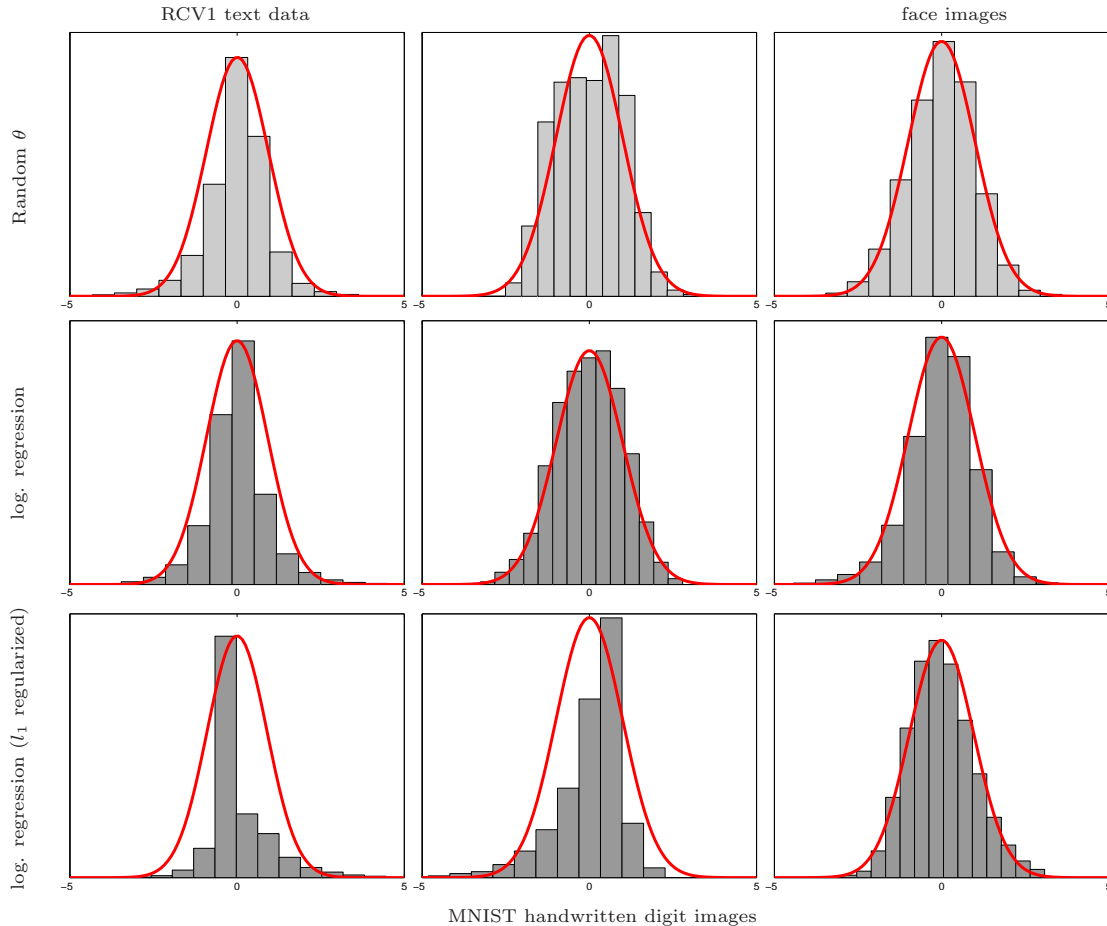 RCV1 text data
face images
Random θ
−5 0 5 −5 0 5 −5 0 5
log. regression
−5 0 5 −5 0 5 −5 0 5
log. regression (l₁ regularized)
−5 0 5 −5 0 5 −5 0 5
MNIST handwritten digit images